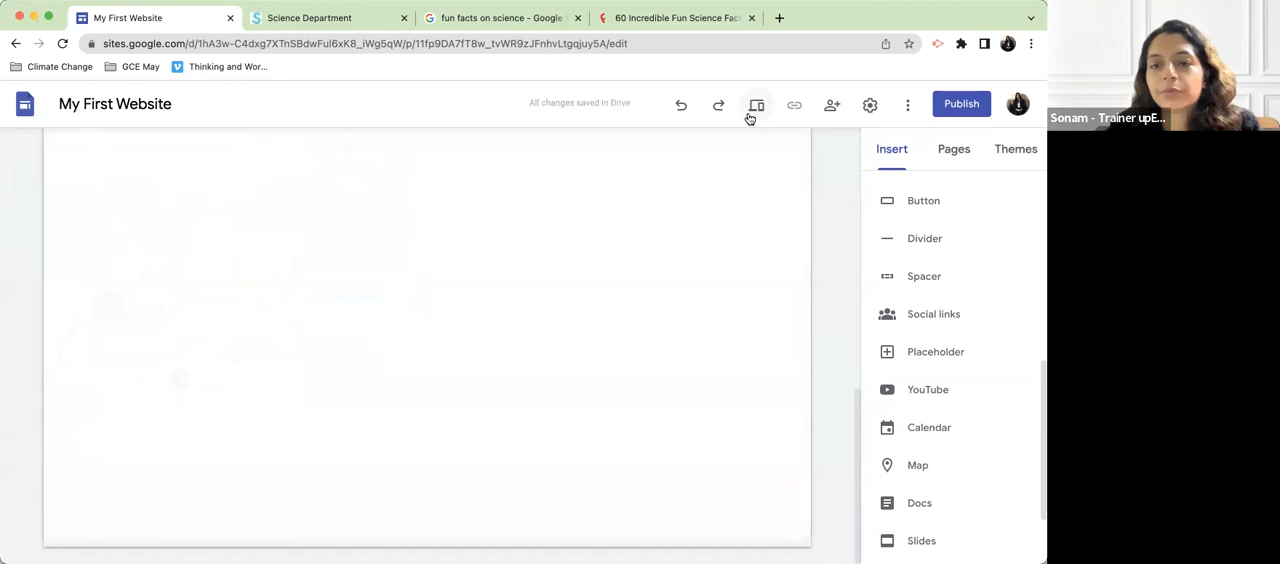 My First Website
Science Department
fun facts on science - Google S
60 Incredible Fun Science Fac
sites.google.com/d/1hA3w-C4dxg7XTnSBdwFul6xK8_iWg5qW/p/11fp9DA7fT8w_tvWR9zJFnhvLtgqjuy5A/edit
Climate Change
GCE May
Thinking and Wor...
My First Website
All changes saved in Drive
Publish
Insert
Pages
Themes
Button
Divider
Spacer
Social links
Placeholder
YouTube
Calendar
Map
Docs
Slides
Sonam - Trainer upE...